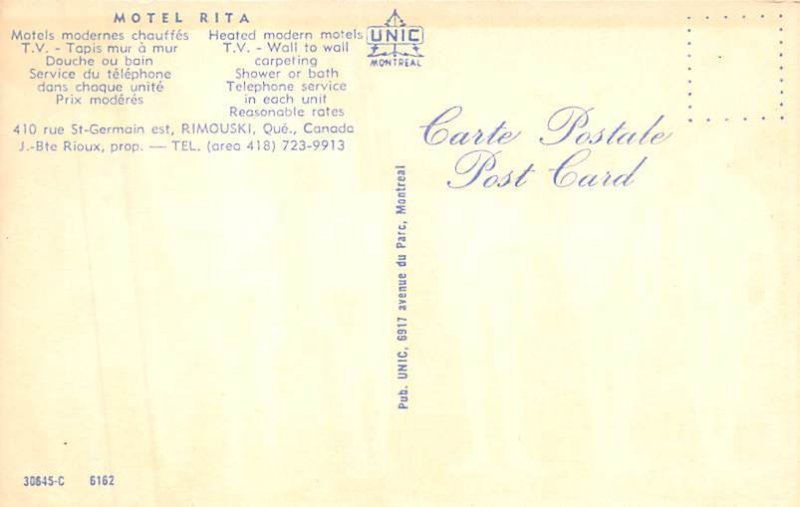 MOTEL RITA
Motels modernes chauffés
T.V. - Tapis mur à mur
Douche ou bain
Service du téléphone
dans chaque unité
Prix modérés
Heated modern motels
T.V. - Wall to wall
carpeting
Shower or bath
Telephone service
in each unit
Reasonable rates
410 rue St-Germain est, RIMOUSKI, Qué., Canada
J.-Bte Rioux, prop. — TEL. (area 418) 723-9913
UNIC
MONTREAL
Carte Postale
Post Card
Pub. UNIC, 6917 avenue du Parc, Montreal
30645-C 6162